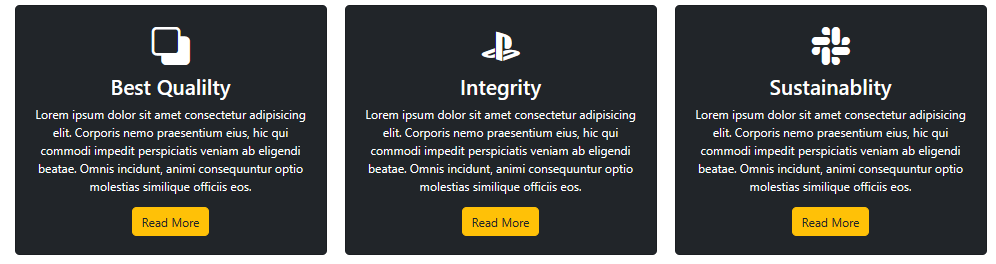 Best Qualilty
Lorem ipsum dolor sit amet consectetur adipisicing
elit. Corporis nemo praesentium eius, hic qui
commodi impedit perspiciatis veniam ab eligendi
beatae. Omnis incidunt, animi consequuntur optio
molestias similique officiis eos.
Read More
Integrity
Lorem ipsum dolor sit amet consectetur adipisicing
elit. Corporis nemo praesentium eius, hic qui
commodi impedit perspiciatis veniam ab eligendi
beatae. Omnis incidunt, animi consequuntur optio
molestias similique officiis eos.
Read More
Sustainablity
Lorem ipsum dolor sit amet consectetur adipisicing
elit. Corporis nemo praesentium eius, hic qui
commodi impedit perspiciatis veniam ab eligendi
beatae. Omnis incidunt, animi consequuntur optio
molestias similique officiis eos.
Read More